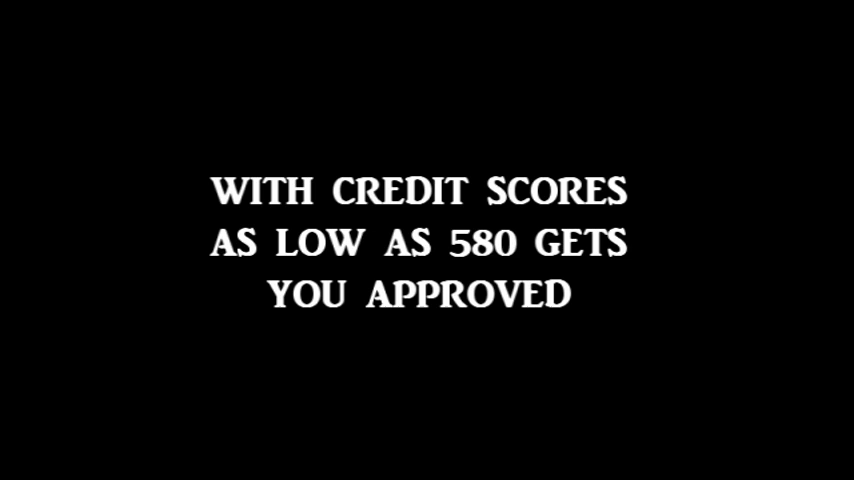 WITH CREDIT SCORES
AS LOW AS 580 GETS
YOU APPROVED